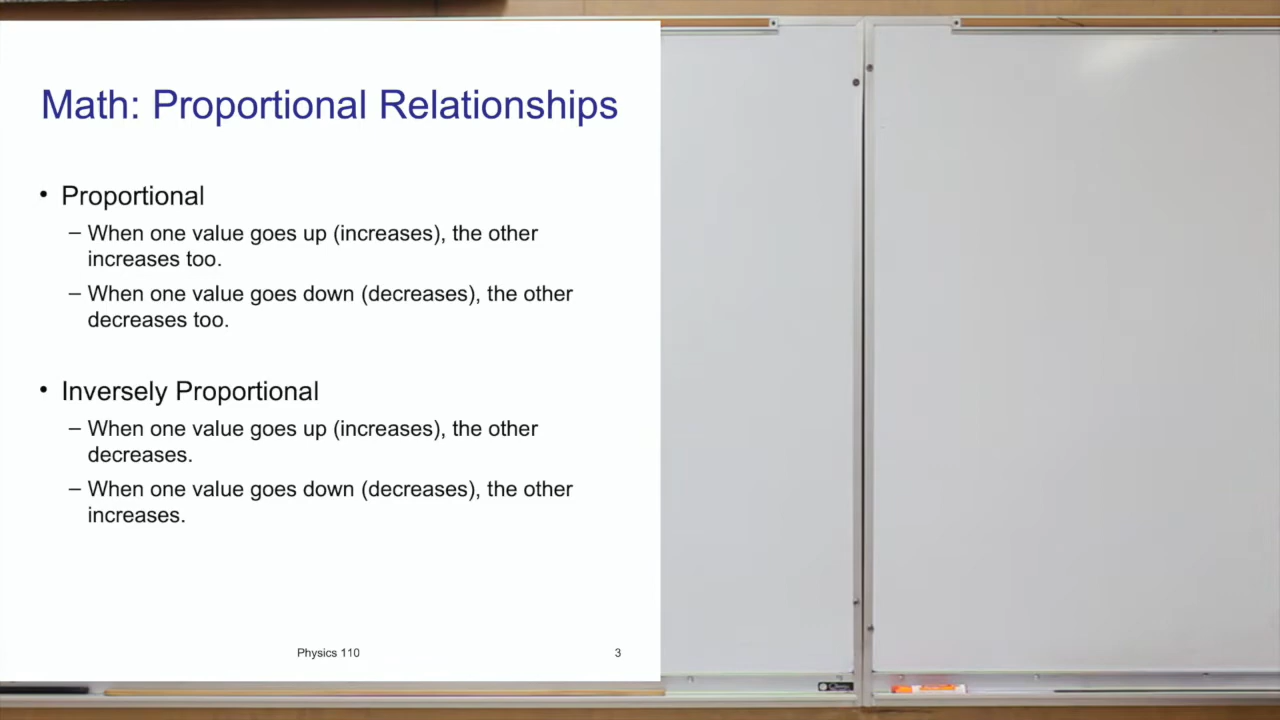 Math: Proportional Relationships
• Proportional
– When one value goes up (increases), the other
increases too.
– When one value goes down (decreases), the other
decreases too.
• Inversely Proportional
– When one value goes up (increases), the other
decreases.
– When one value goes down (decreases), the other
increases.
Physics 110
3